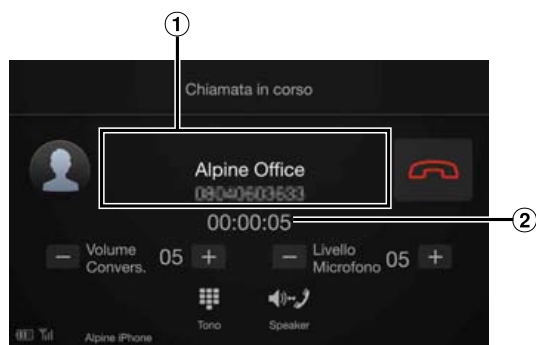 1
Chiamata in corso
Alpine Office
08040603633
00:00:05
2
Volume
Convers.
05
Livello
Microfono
05
Tono
Speaker
Alpine iPhone